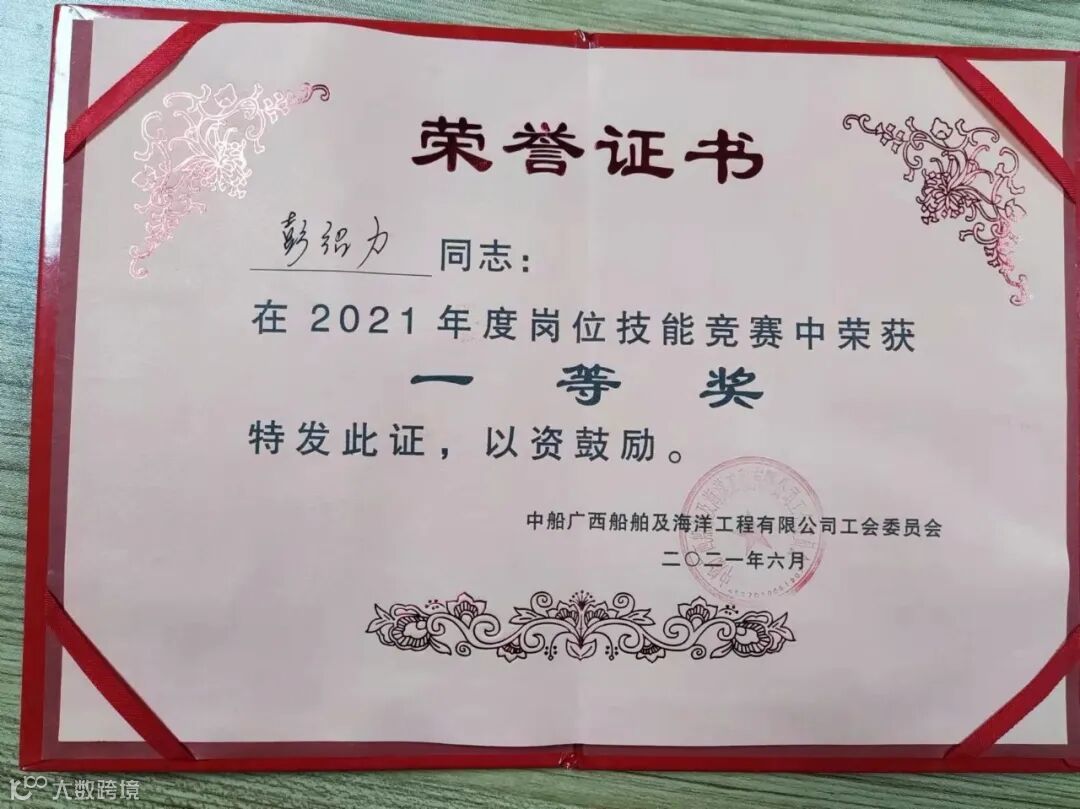 荣誉证书
彭绍力 同志：
在 2021 年度岗位技能竞赛中荣获
一 等 奖
特发此证，以资鼓励。
中船广西船舶及海洋工程有限公司工会委员会
二〇二一年六月
大数跨境